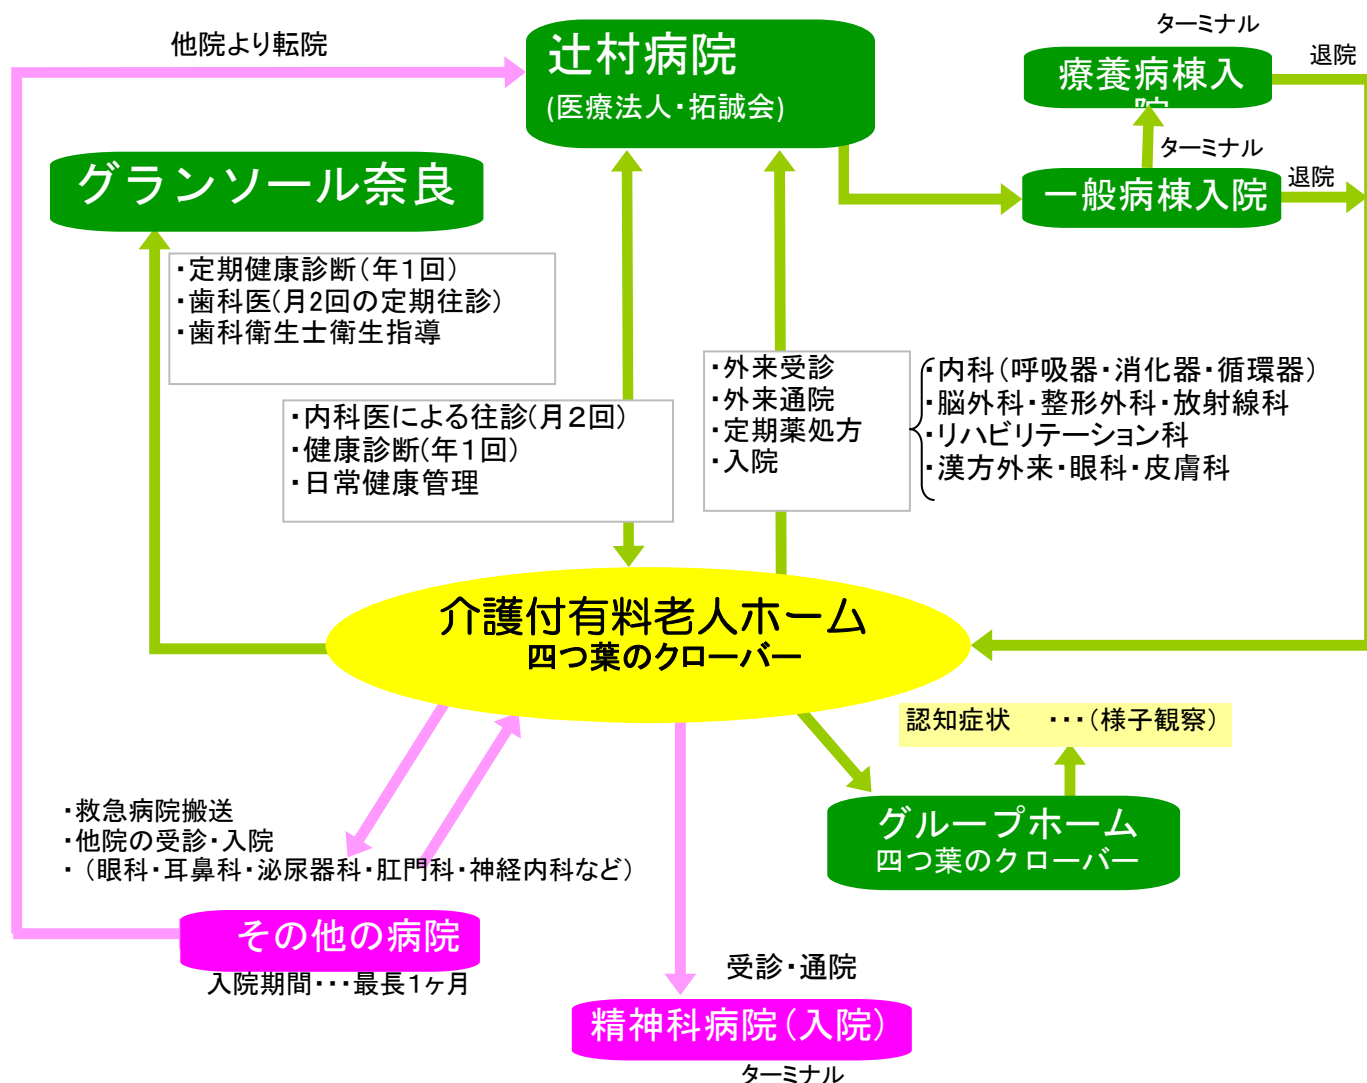 他院より転院
辻村病院
(医療法人・拓誠会)
ターミナル
療養病棟入
院
退院
ターミナル
一般病棟入院
退院
グランソール奈良
・定期健康診断(年1回)
・歯科医(月2回の定期往診)
・歯科衛生士衛生指導
・内科医による往診(月2回)
・健康診断(年1回)
・日常健康管理
・外来受診
・外来通院
・定期薬処方
・入院
・内科(呼吸器・消化器・循環器)
・脳外科・整形外科・放射線科
・リハビリテーション科
・漢方外来・眼科・皮膚科
介護付有料老人ホーム
四つ葉のクローバー
認知症状 ・・・(様子観察)
グループホーム
四つ葉のクローバー
・救急病院搬送
・他院の受診・入院
・(眼科・耳鼻科・泌尿器科・肛門科・神経内科など)
その他の病院
入院期間・・・最長1ヶ月
受診・通院
精神科病院(入院)
ターミナル